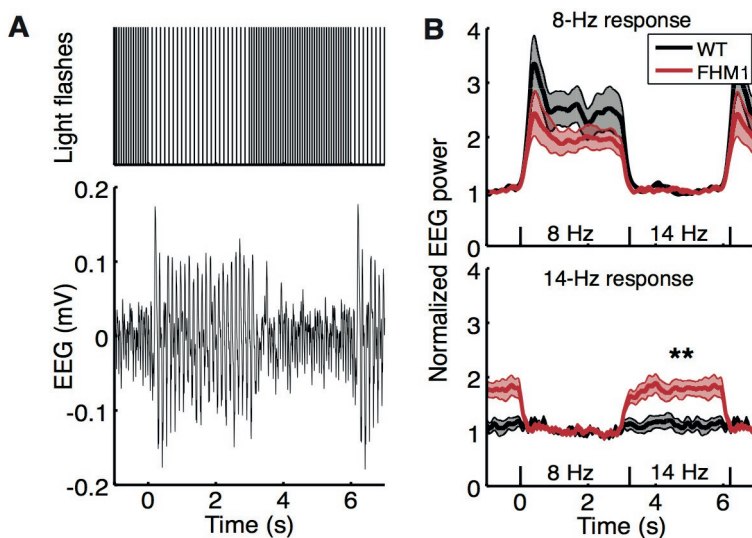 A
Light flashes
0.2
0.1
0
-0.1
-0.2
EEG (mV)
0 2 4 6
Time (s)
B
8-Hz response
WT
FHM1
4
3
2
1
0
8 Hz 14 Hz
Normalized EEG power
14-Hz response
4
3
2
1
0
**
8 Hz 14 Hz
0 2 4 6
Time (s)